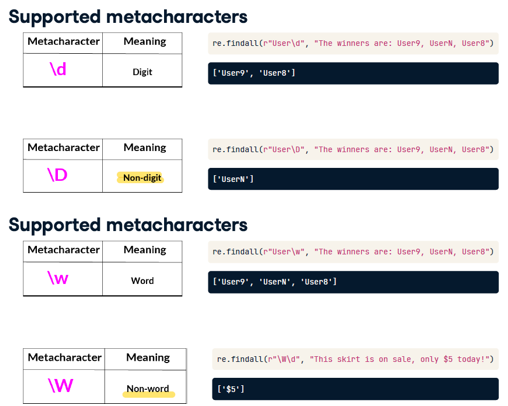 Supported metacharacters
Metacharacter Meaning
\d Digit
re.findall(r"User\d", "The winners are: User9, UserN, User8")
['User9', 'User8']
Metacharacter Meaning
\D Non-digit
re.findall(r"User\D", "The winners are: User9, UserN, User8")
['UserN']
Supported metacharacters
Metacharacter Meaning
\w Word
re.findall(r"User\w", "The winners are: User9, UserN, User8")
['User9', 'UserN', 'User8']
Metacharacter Meaning
\W Non-word
re.findall(r"\W\d", "This skirt is on sale, only $5 today!")
['$5']